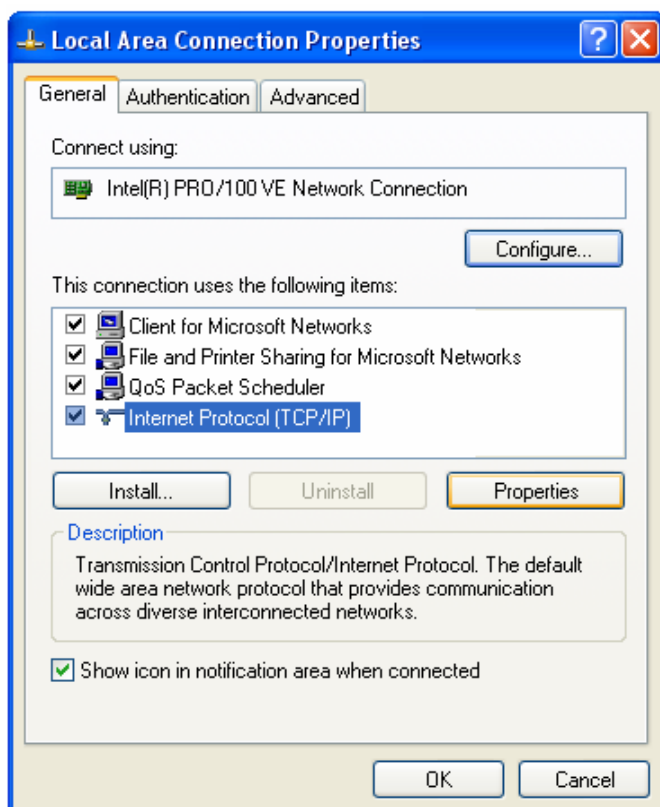 Local Area Connection Properties
General Authentication Advanced
Connect using:
Intel(R) PRO/100 VE Network Connection
Configure...
This connection uses the following items:
Client for Microsoft Networks
File and Printer Sharing for Microsoft Networks
QoS Packet Scheduler
Internet Protocol (TCP/IP)
Install... Uninstall Properties
Description
Transmission Control Protocol/Internet Protocol. The default
wide area network protocol that provides communication
across diverse interconnected networks.
Show icon in notification area when connected
OK Cancel